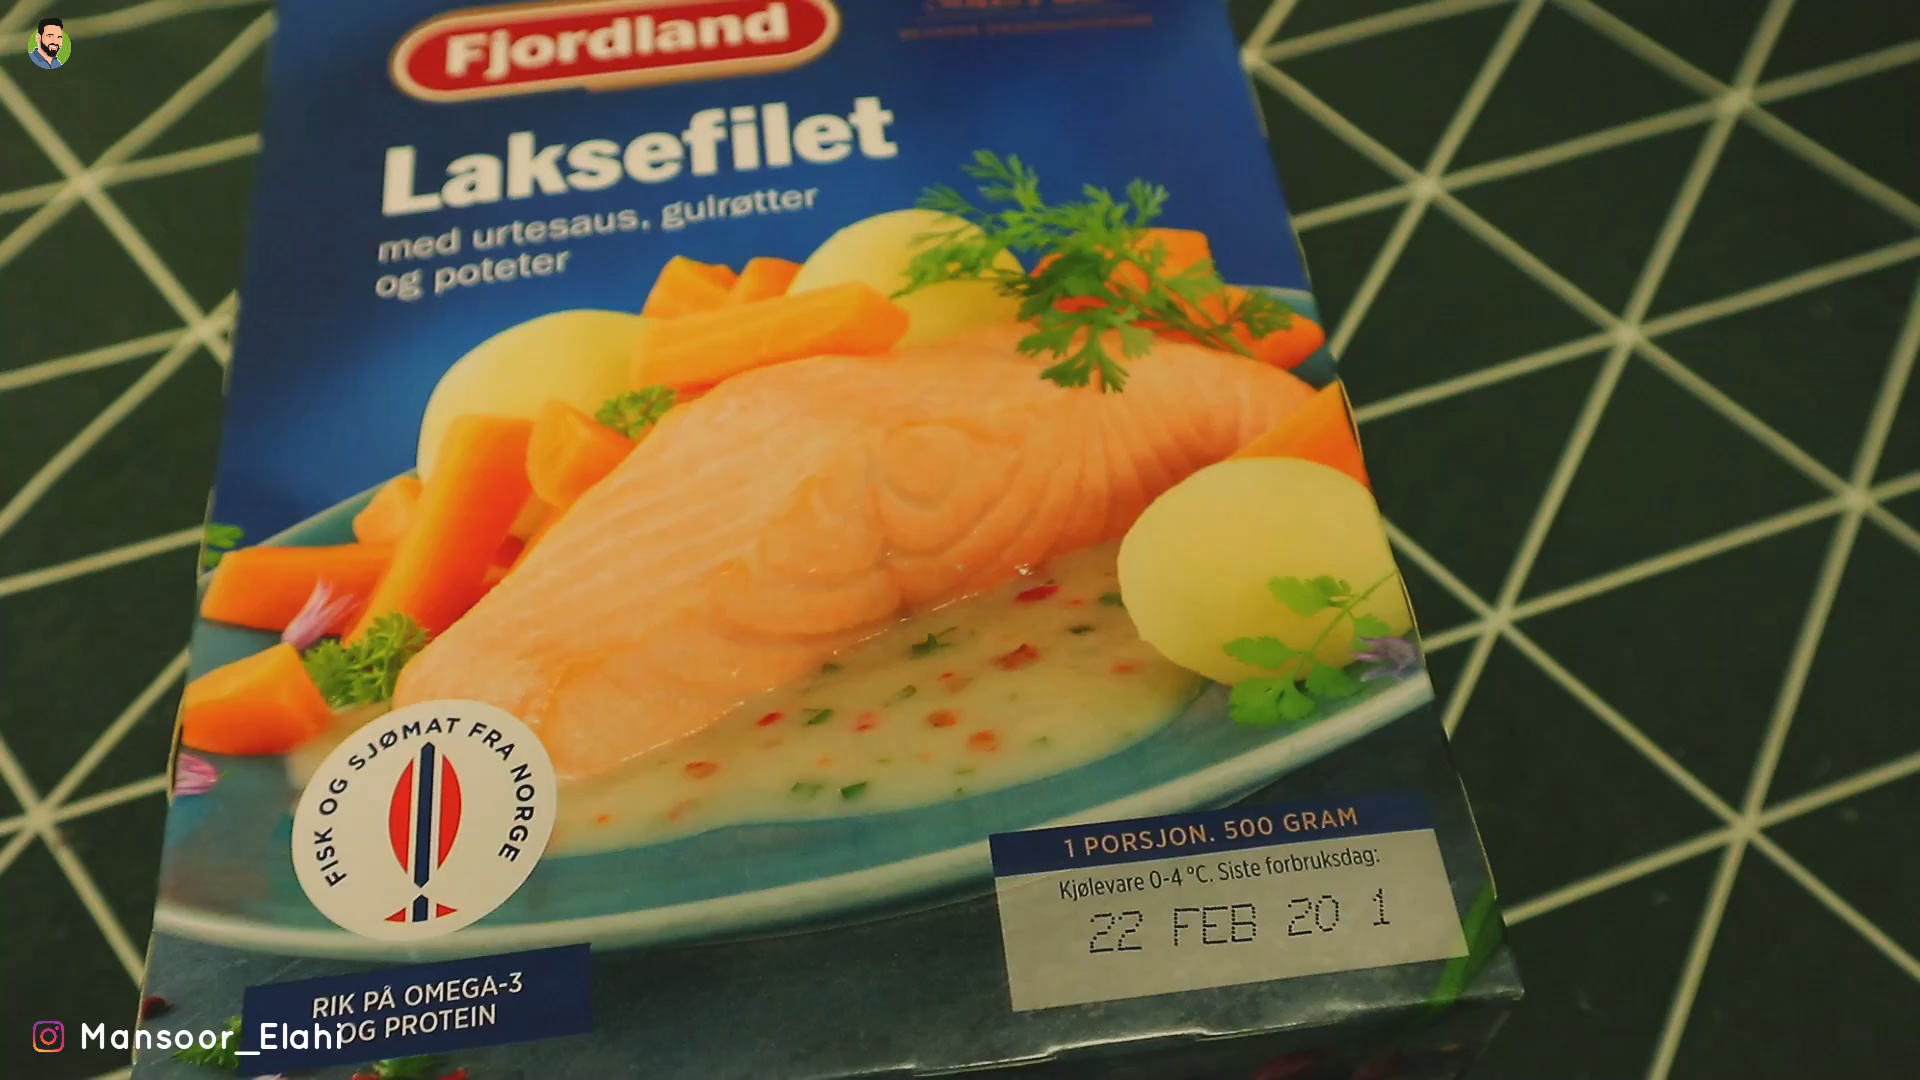 Fjordland
Laksefilet
med urtesaus, gulrøtter
og poteter
FISK OG SJØMAT FRA NORGE
1 PORSJON. 500 GRAM
Kjølevare 0-4 °C. Siste forbruksdag:
22 FEB 20 1
RIK PÅ OMEGA-3
OG PROTEIN
Mansoor_Elahi